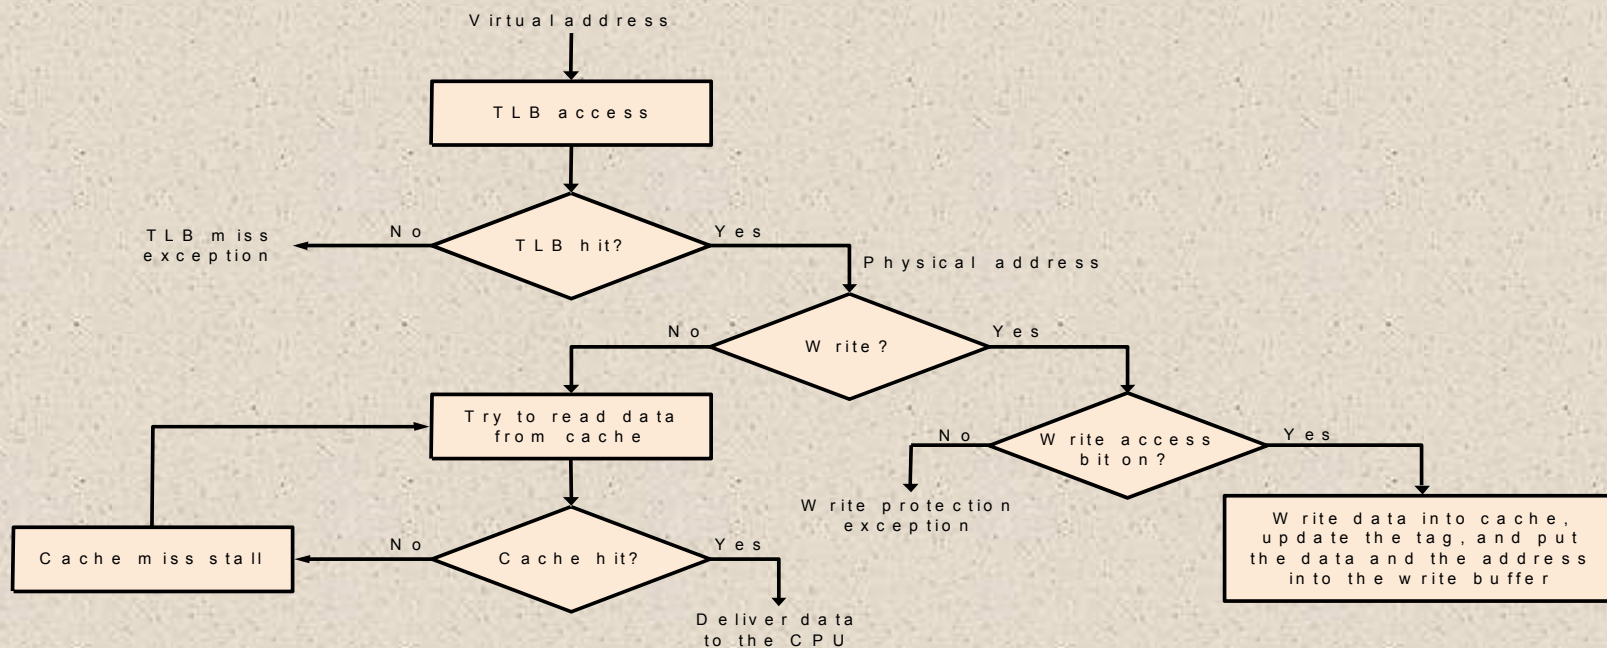 Virtual address
TLB access
No
Yes
TLB hit?
TLB miss
exception
Physical address
No
Yes
Write?
Try to read data
from cache
No
Yes
Write access
bit on?
Write protection
exception
Write data into cache,
update the tag, and put
the data and the address
into the write buffer
No
Yes
Cache miss stall
Cache hit?
Deliver data
to the CPU